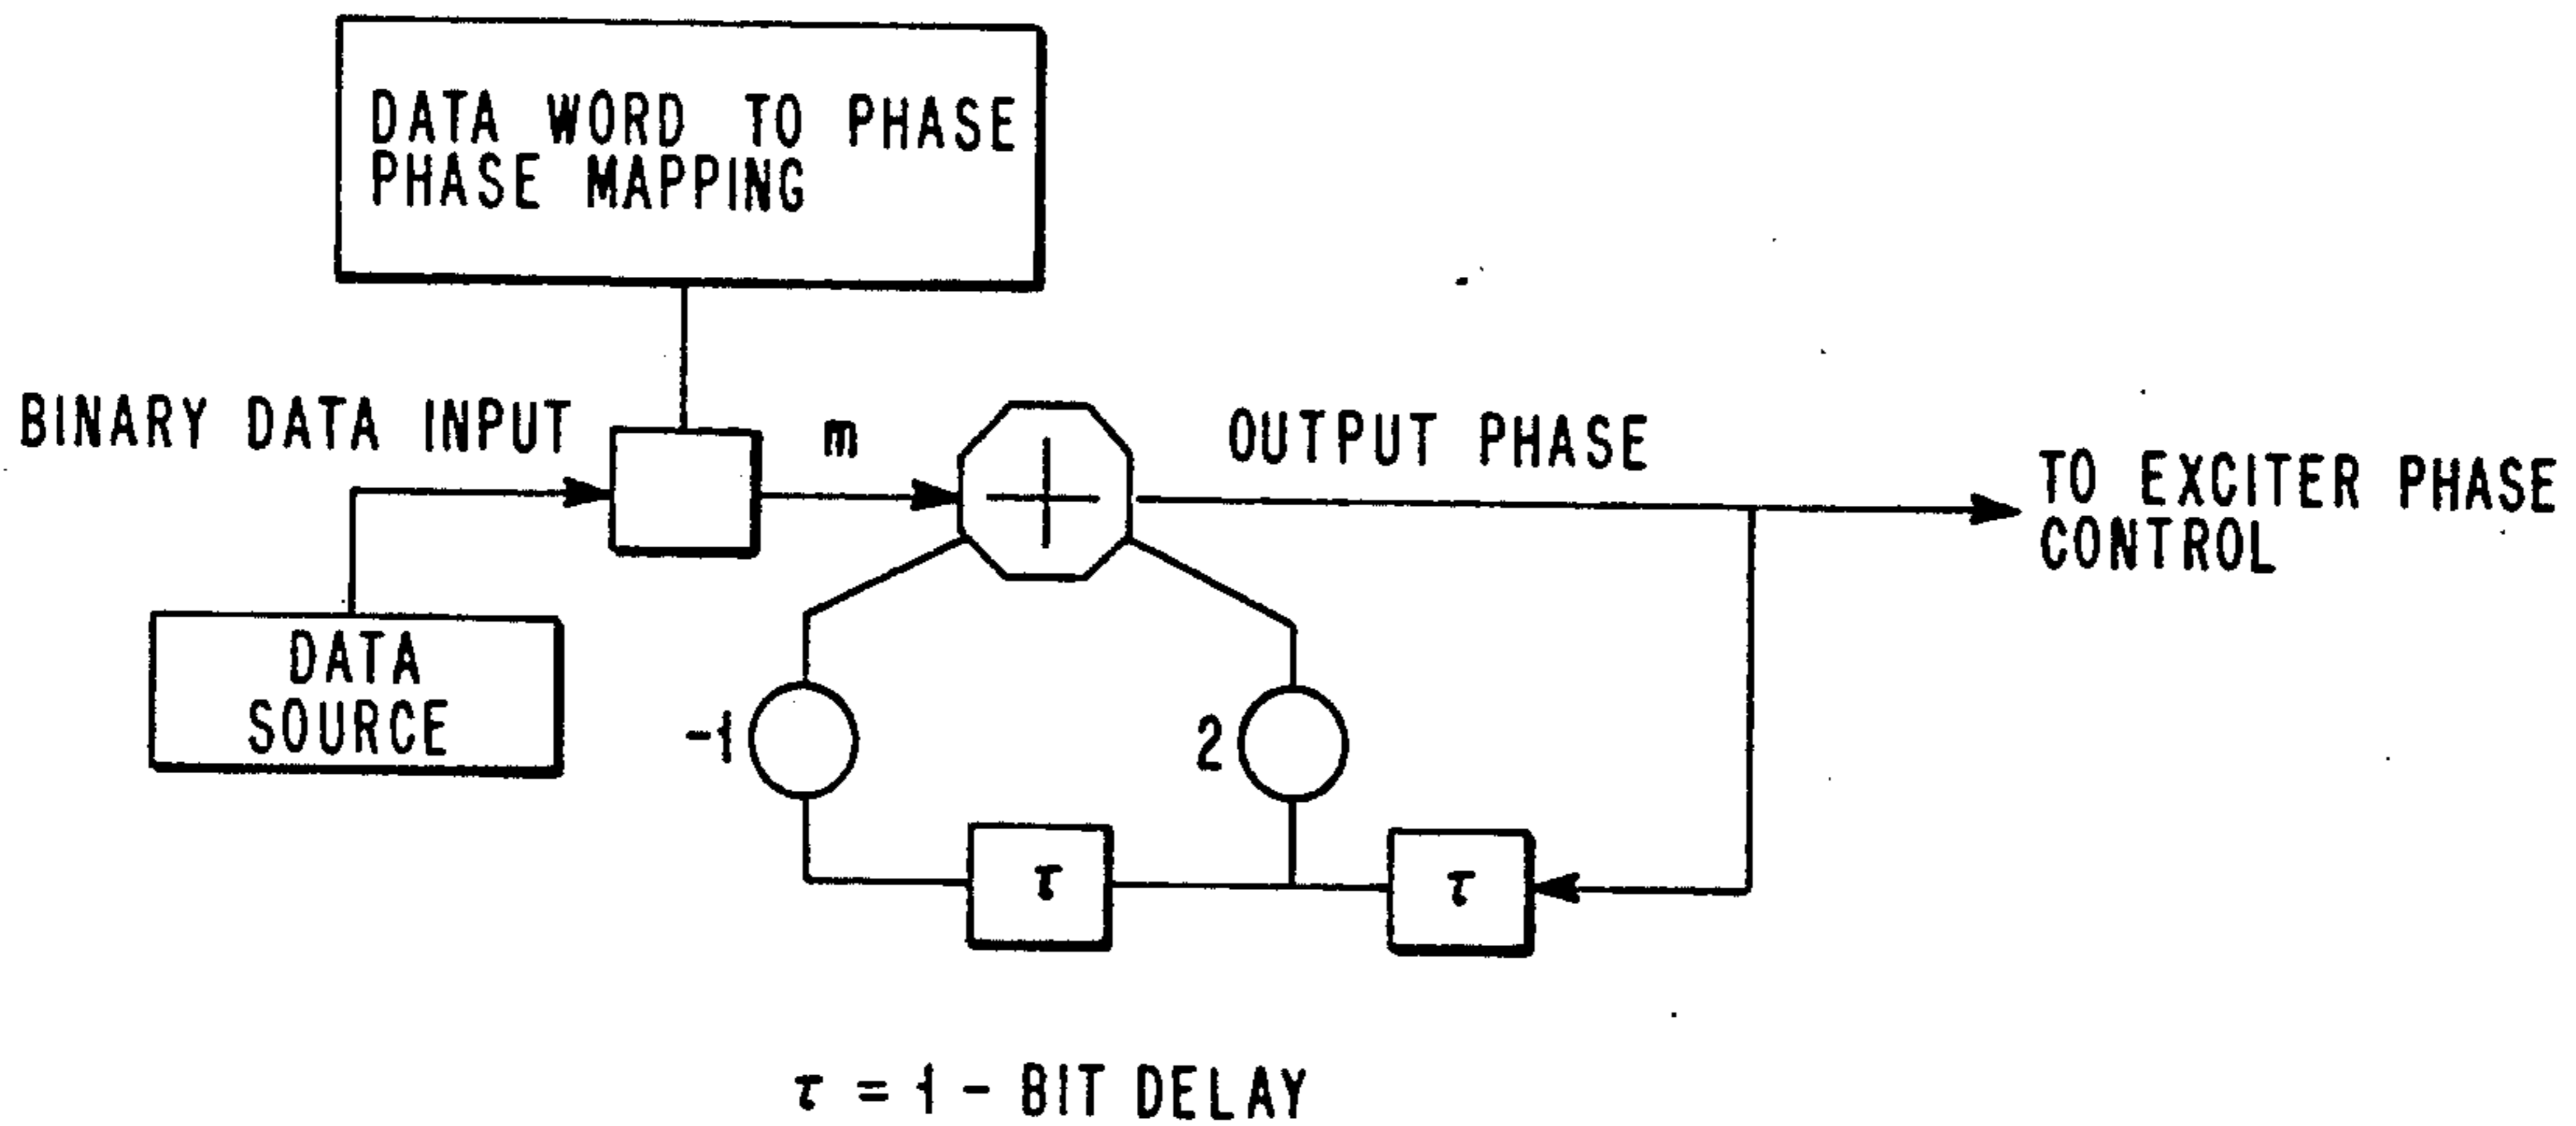 DATA WORD TO PHASE
PHASE MAPPING
BINARY DATA INPUT
m
OUTPUT PHASE
TO EXCITER PHASE
CONTROL
DATA
SOURCE
-1
2
τ
τ
τ = 1 - BIT DELAY